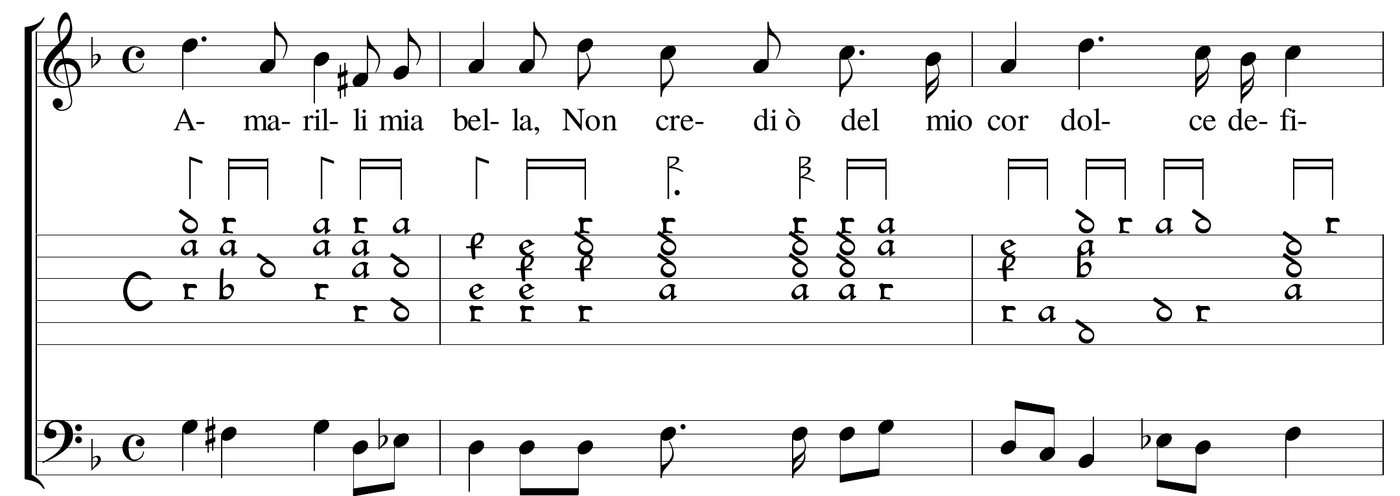 A- ma- ril- li mia bel- la, Non cre- di ò del mio cor dol- ce de- fi-
δ r a r a r r r r a δ r a δ r
a a a a f e δ δ δ δ a e a δ
δ a δ f f δ δ δ f b δ
r b r e e a a a r a
r δ r r r r a δ r
δ